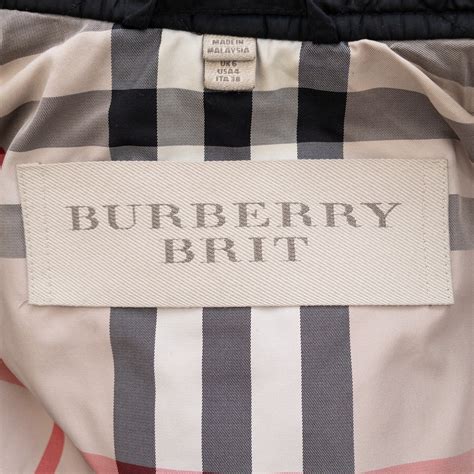 MADE IN
MALAYSIA
UK 6
USA 4
ITA 38
BURBERRY
BRIT